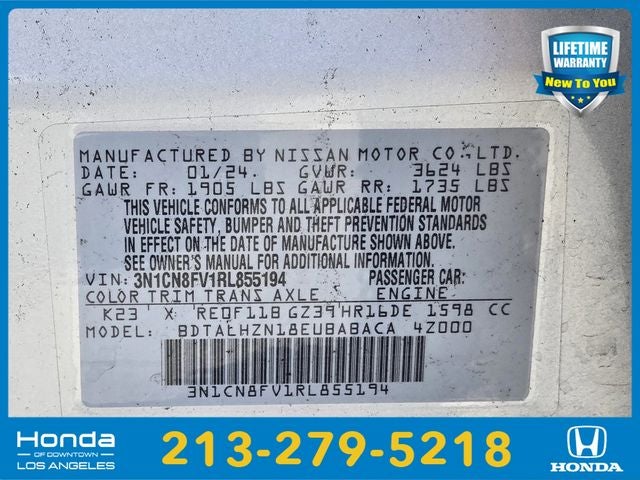 LIFETIME
WARRANTY
New To You
MANUFACTURED BY NISSAN MOTOR CO.,LTD.
DATE: 01/24. GVWR: 3624 LBS
GAWR FR: 1905 LBS GAWR RR: 1735 LBS
THIS VEHICLE CONFORMS TO ALL APPLICABLE FEDERAL MOTOR
VEHICLE SAFETY, BUMPER AND THEFT PREVENTION STANDARDS
IN EFFECT ON THE DATE OF MANUFACTURE SHOWN ABOVE.
SEE OWNER'S MANUAL FOR ADDITIONAL INFORMATION.
VIN: 3N1CN8FV1RL855194 PASSENGER CAR:
COLOR TRIM TRANS AXLE ENGINE
K23 X RE0F11B GZ39 HR16DE 1598 CC
MODEL: BDTALHZN18EUBABACA 4Z000
3N1CN8FV1RL855194
Honda
OF DOWNTOWN
LOS ANGELES
213-279-5218
HONDA